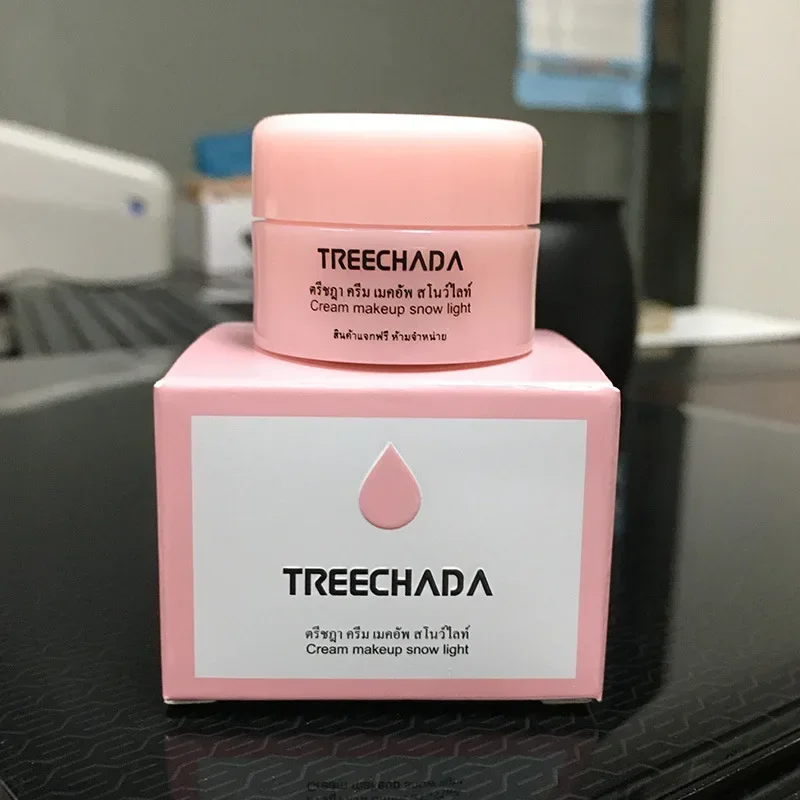 TREECHADA
ตรีชฎา ครีม เมคอัพ สโนว์ไลท์
Cream makeup snow light
สินค้าแจกฟรี ห้ามจำหน่าย
TREECHADA
ตรีชฎา ครีม เมคอัพ สโนว์ไลท์
Cream makeup snow light